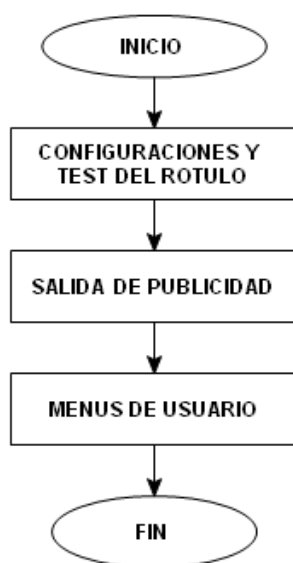 INICIO
CONFIGURACIONES Y
TEST DEL ROTULO
SALIDA DE PUBLICIDAD
MENUS DE USUARIO
FIN